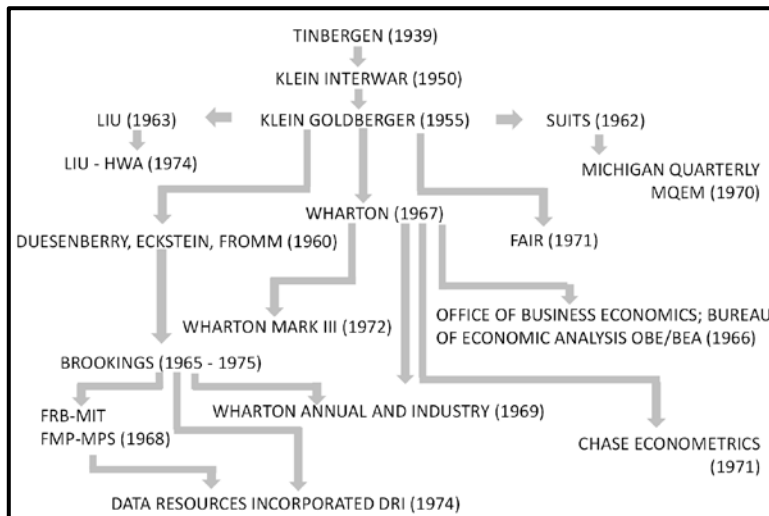 TINBERGEN (1939)
KLEIN INTERWAR (1950)
LIU (1963)
KLEIN GOLDBERGER (1955)
SUITS (1962)
LIU - HWA (1974)
MICHIGAN QUARTERLY
MQEM (1970)
WHARTON (1967)
DUESENBERRY, ECKSTEIN, FROMM (1960)
FAIR (1971)
OFFICE OF BUSINESS ECONOMICS; BUREAU
OF ECONOMIC ANALYSIS OBE/BEA
(1966)
WHARTON MARK III (1972)
BROOKINGS (1965 - 1975)
FRB-MIT
FMP-MPS (1968)
WHARTON ANNUAL AND INDUSTRY (1969)
CHASE ECONOMETRICS
(1971)
DATA RESOURCES INCORPORATED DRI (1974)